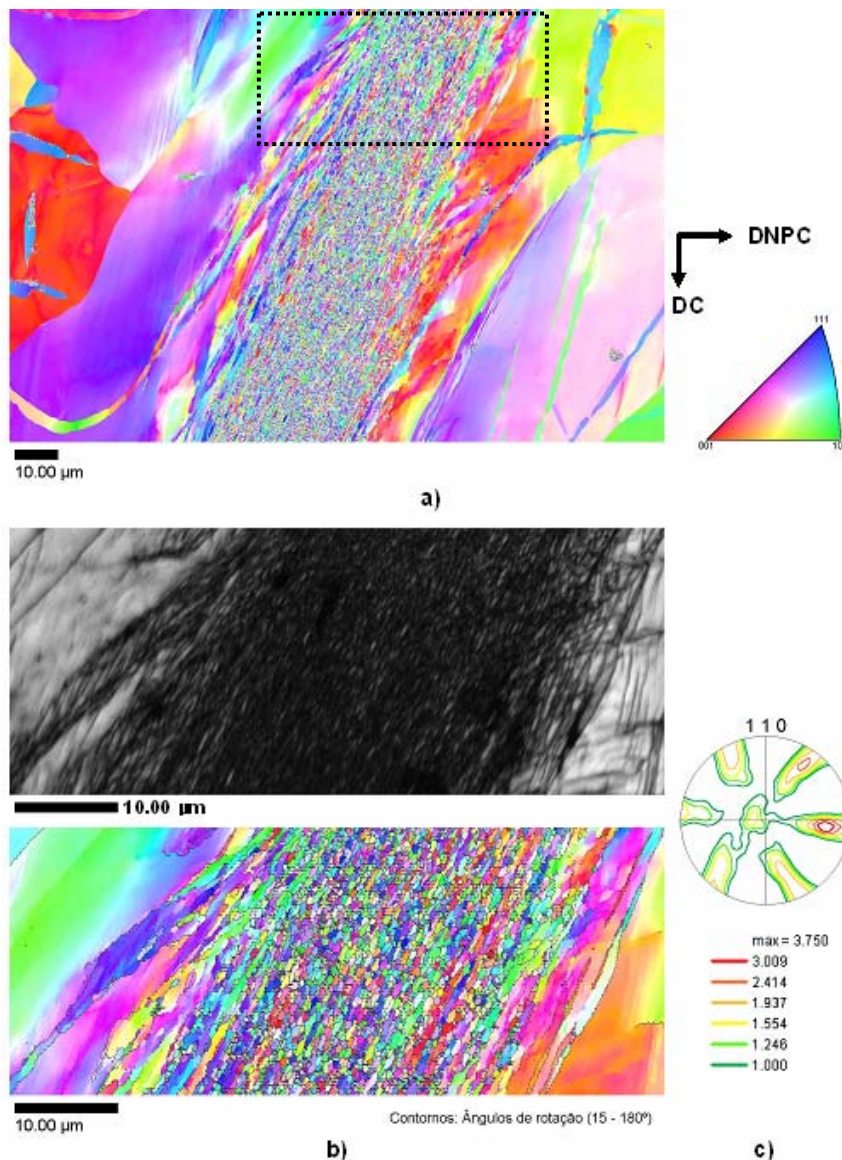 DNPC
DC
111
001
10
10.00 µm
a)
10.00 µm
1 1 0
max = 3.750
3.009
2.414
1.937
1.554
1.246
1.000
10.00 µm
Contornos: Ângulos de rotação (15 - 180º)
b)
c)